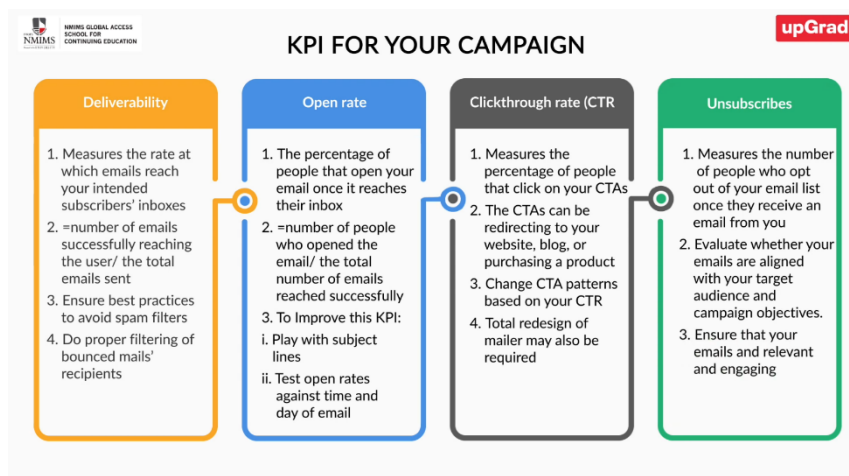 NMIMS
NMIMS GLOBAL ACCESS
SCHOOL FOR
CONTINUING EDUCATION
upGrad
KPI FOR YOUR CAMPAIGN
Deliverability
1. Measures the rate at
which emails reach
your intended
subscribers' inboxes
2. =number of emails
successfully reaching
the user/ the total
emails sent
3. Ensure best practices
to avoid spam filters
4. Do proper filtering of
bounced mails'
recipients
Open rate
1. The percentage of
people that open your
email once it reaches
their inbox
2. =number of people
who opened the
email/ the total
number of emails
reached successfully
3. To Improve this KPI:
i. Play with subject
lines
ii. Test open rates
against time and
day of email
Clickthrough rate (CTR
1. Measures the
percentage of people
that click on your CTAs
2. The CTAs can be
redirecting to your
website, blog, or
purchasing a product
3. Change CTA patterns
based on your CTR
4. Total redesign of
mailer may also be
required
Unsubscribes
1. Measures the number
of people who opt
out of your email list
once they receive an
email from you
2. Evaluate whether your
emails are aligned
with your target
audience and
campaign objectives.
3. Ensure that your
emails and relevant
and engaging